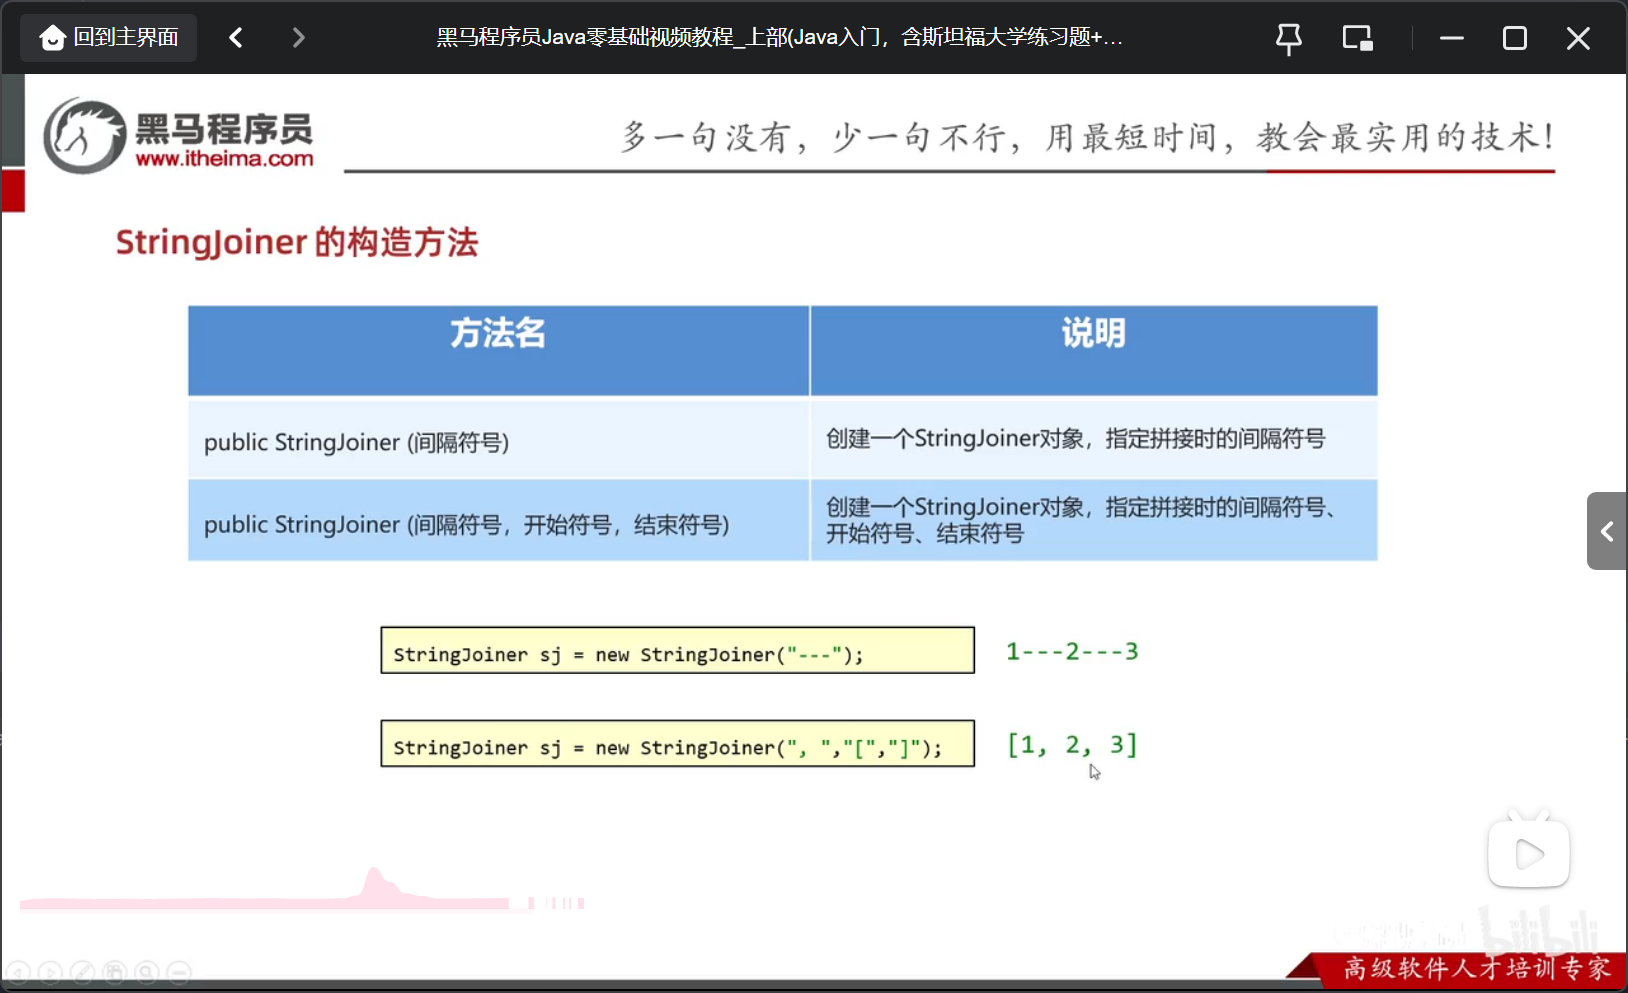 回到主界面
黑马程序员Java零基础视频教程_上部(Java入门，含斯坦福大学练习题+...
黑马程序员
www.itheima.com
多一句没有，少一句不行，用最短时间，教会最实用的技术！
StringJoiner 的构造方法
方法名
说明
public StringJoiner (间隔符号)
创建一个StringJoiner对象，指定拼接时的间隔符号
public StringJoiner (间隔符号，开始符号，结束符号)
创建一个StringJoiner对象，指定拼接时的间隔符号、
开始符号、结束符号
StringJoiner sj = new StringJoiner("---");
1---2---3
StringJoiner sj = new StringJoiner(", ","[","]");
[1, 2, 3]
bilibili
高级软件人才培训专家